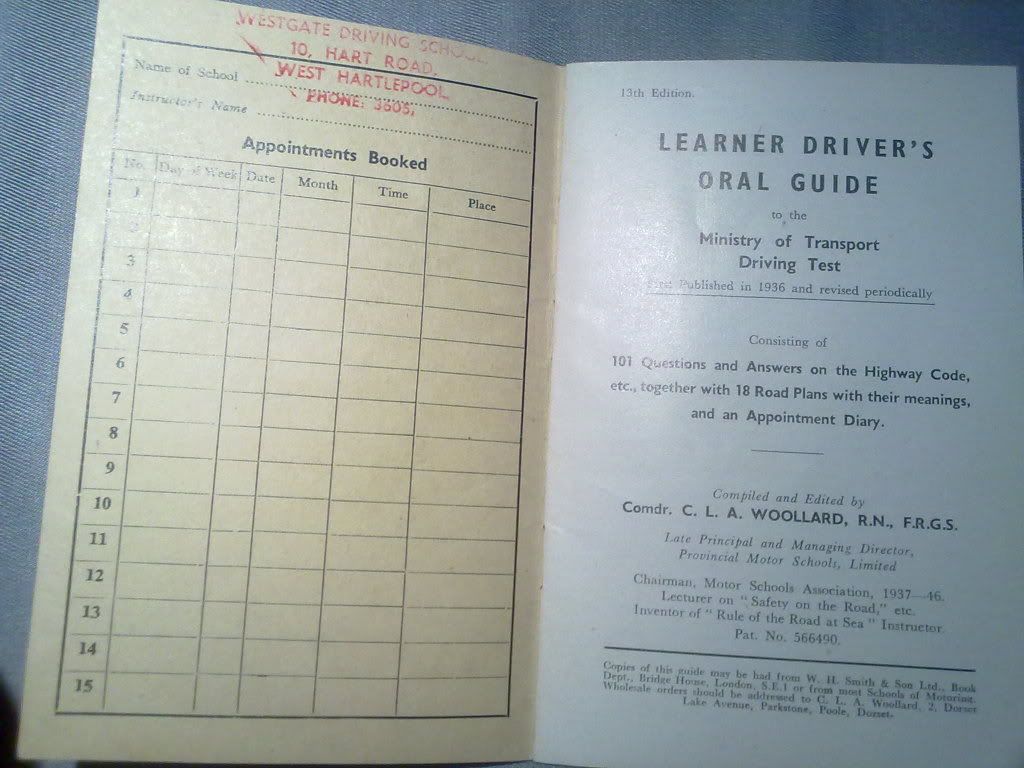 WESTGATE DRIVING SCHOOL,
10, HART ROAD,
WEST HARTLEPOOL
PHONE: 3605,
Name of School
Instructor's Name
Appointments Booked
No. Day of Week Date Month Time Place
1
2
3
4
5
6
7
8
9
10
11
12
13
14
15
13th Edition.
LEARNER DRIVER'S
ORAL GUIDE
to the
Ministry of Transport
Driving Test
First Published in 1936 and revised periodically
Consisting of
101 Questions and Answers on the Highway Code,
etc., together with 18 Road Plans with their meanings,
and an Appointment Diary.
Compiled and Edited by
Comdr. C. L. A. WOOLLARD, R.N., F.R.G.S.
Late Principal and Managing Director,
Provincial Motor Schools, Limited
Chairman, Motor Schools Association, 1937—46.
Lecturer on "Safety on the Road," etc.
Inventor of "Rule of the Road at Sea" Instructor
Pat. No. 566490.
Copies of this guide may be had from W. H. Smith & Son Ltd., Book
Dept., Bridge House, London, S.E.1 or from most Schools of Motoring.
Wholesale orders should be addressed to C. L. A. Woollard, 2, Dorset
Lake Avenue, Parkstone, Poole, Dorset.